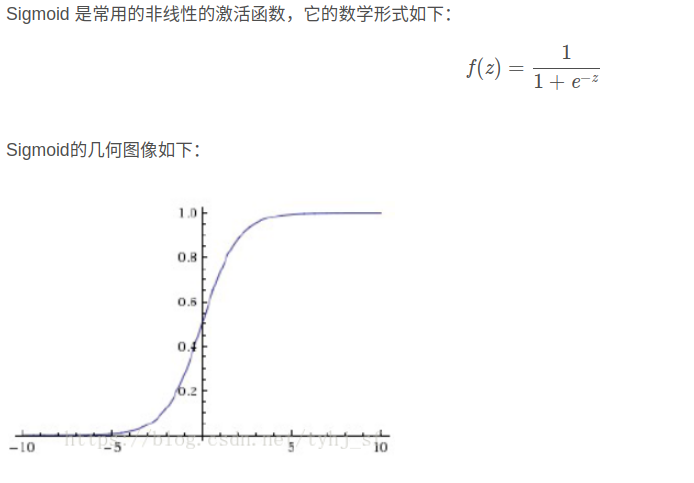 Sigmoid 是常用的非线性的激活函数，它的数学形式如下：
f(z) = 1 / (1 + e^{-z})
Sigmoid的几何图像如下：
1.0
0.8
0.6
0.4
0.2
-10 -5 5 10
https://blog.csdn.net/tyhj_sf